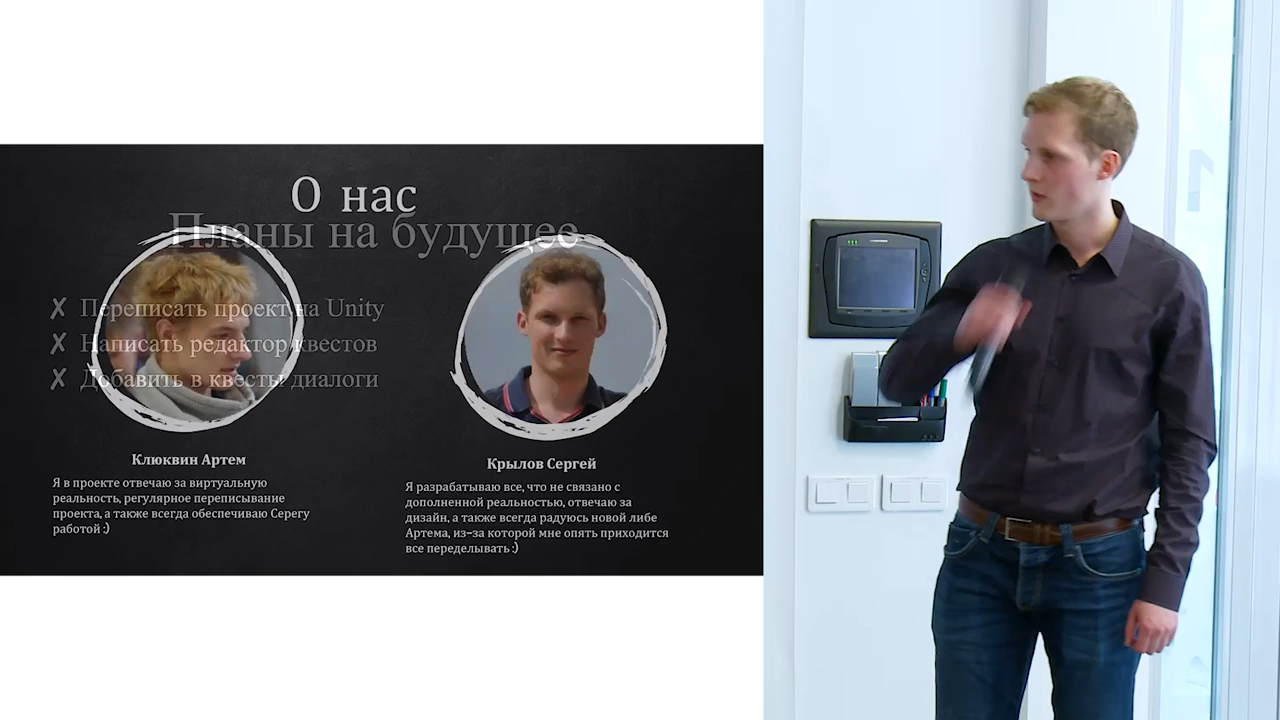 О нас
Планы на будущее
✗ Переписать проект на Unity
✗ Написать редактор квестов
✗ Добавить в квесты диалоги
Клюквин Артем
Я в проекте отвечаю за виртуальную
реальность, регулярное переписывание
проекта, а также всегда обеспечиваю Серегу
работой :)
Крылов Сергей
Я разрабатываю все, что не связано с
дополненной реальностью, отвечаю за
дизайн, а также всегда радуюсь новой либе
Артема, из-за которой мне опять приходится
все переделывать :)